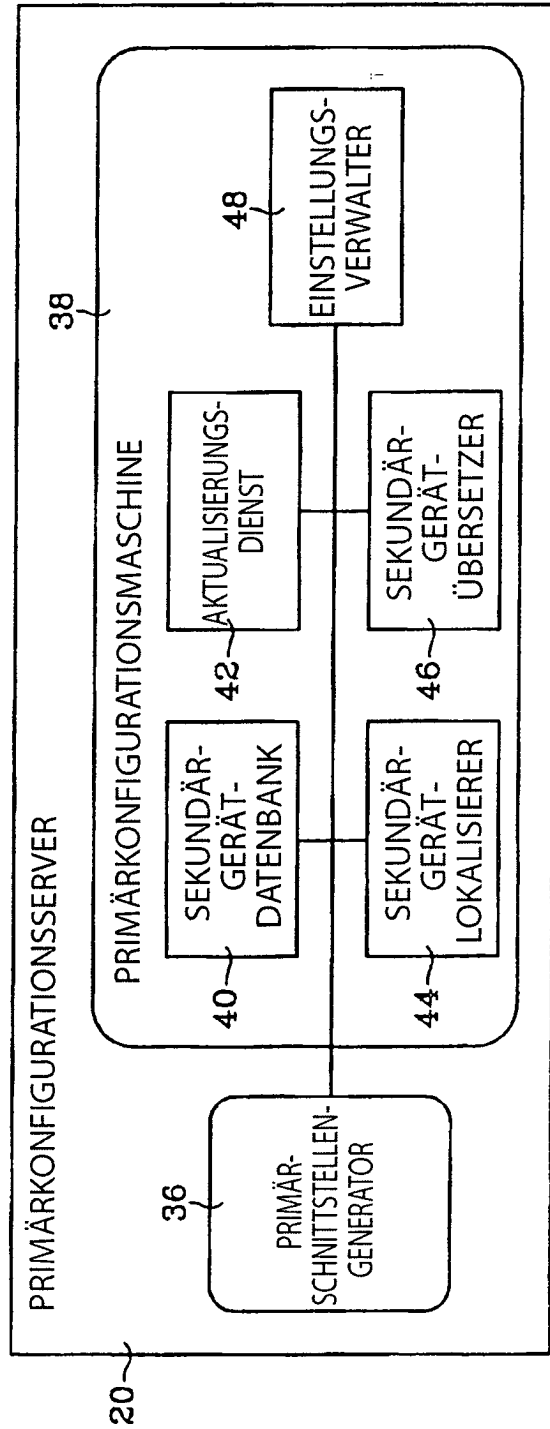 PRIMÄRKONFIGURATIONSSERVER
20
36
PRIMÄR-
SCHNITTSTELLEN-
GENERATOR
38
PRIMÄRKONFIGURATIONSMASCHINE
40
SEKUNDÄR-
GERÄT-
DATENBANK
42
AKTUALISIERUNGS-
DIENST
44
SEKUNDÄR-
GERÄT-
LOKALISIERER
46
SEKUNDÄR-
GERÄT-
ÜBERSETZER
48
EINSTELLUNGS-
VERWALTER